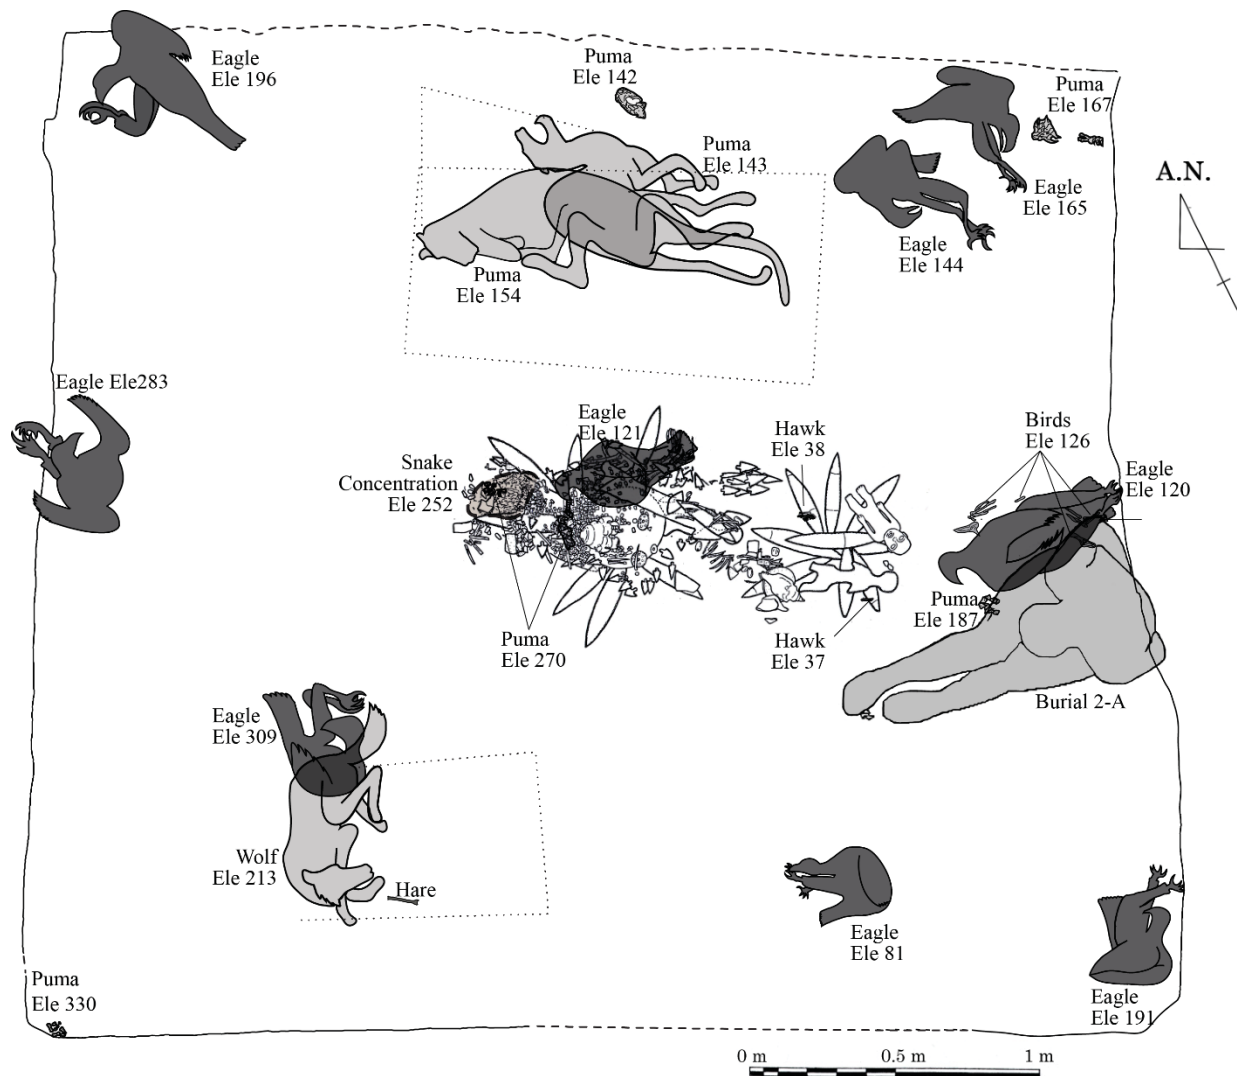 Eagle
Ele 196
Puma
Ele 142
Puma
Ele 167
Puma
Ele 143
A.N.
Eagle
Ele 165
Eagle
Ele 144
Puma
Ele 154
Eagle Ele283
Eagle
Ele 121
Hawk
Ele 38
Birds
Ele 126
Snake
Concentration
Ele 252
Eagle
Ele 120
Puma
Ele 187
Puma
Ele 270
Hawk
Ele 37
Burial 2-A
Eagle
Ele 309
Wolf
Ele 213
Hare
Eagle
Ele 81
Puma
Ele 330
Eagle
Ele 191
0 m 0.5 m 1 m